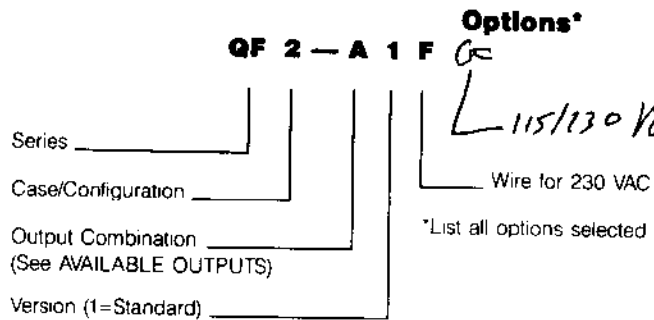 Options*
QF 2 — A 1 F G
115/230 V
Series
Wire for 230 VAC
Case/Configuration
*List all options selected
Output Combination
(See AVAILABLE OUTPUTS)
Version (1=Standard)